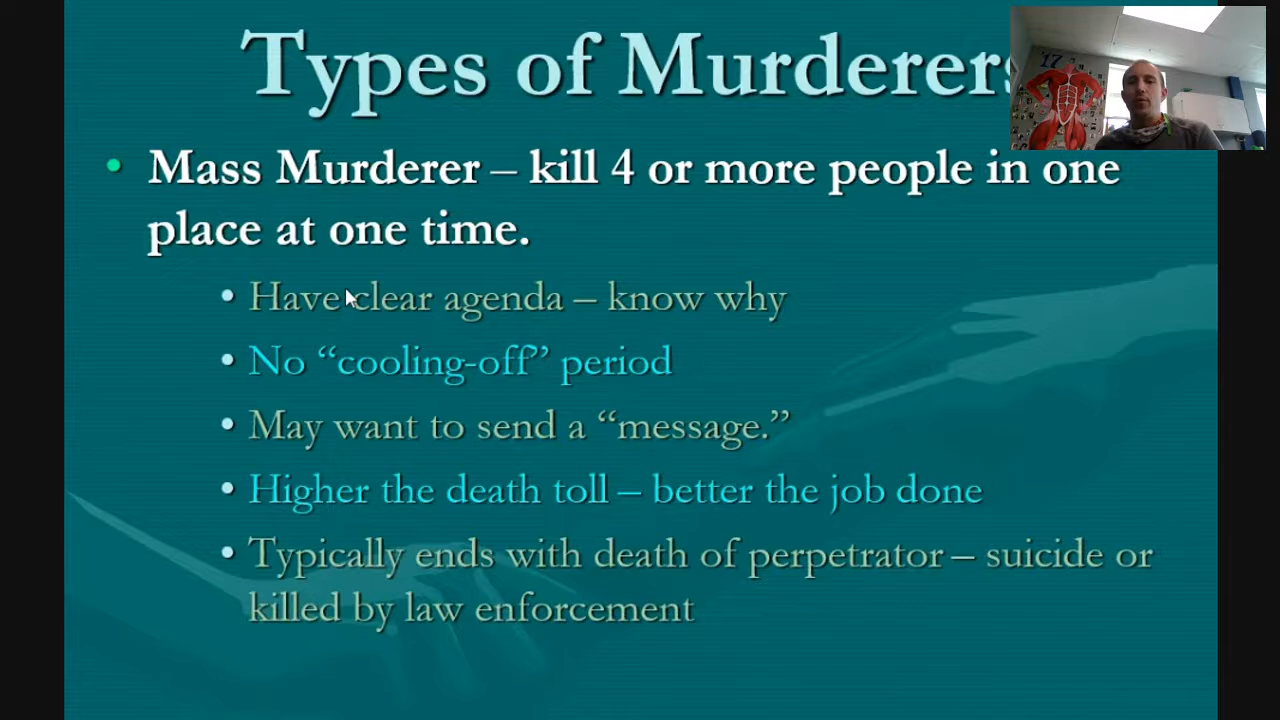 Types of Murderers
17
Mass Murderer – kill 4 or more people in one
place at one time.
Have clear agenda – know why
No “cooling-off” period
May want to send a “message.”
Higher the death toll – better the job done
Typically ends with death of perpetrator – suicide or
killed by law enforcement